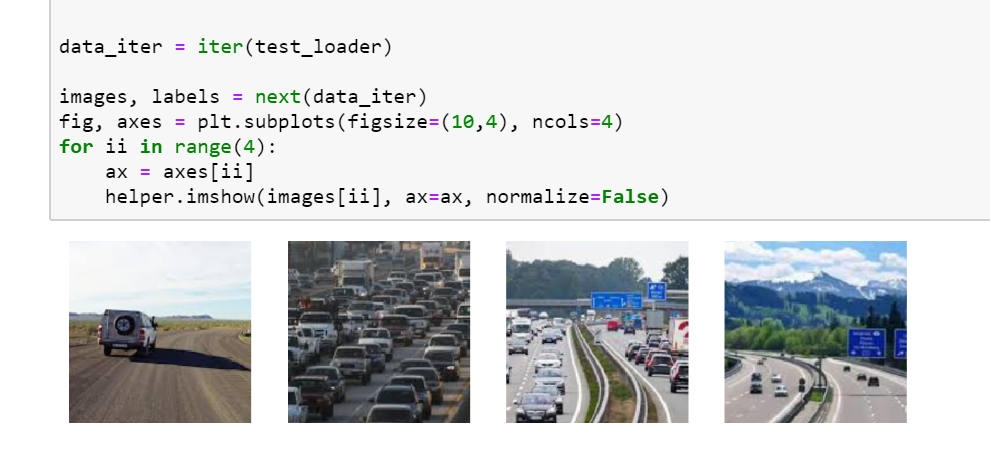 data_iter = iter(test_loader)
images, labels = next(data_iter)
fig, axes = plt.subplots(figsize=(10,4), ncols=4)
for ii in range(4):
    ax = axes[ii]
    helper.imshow(images[ii], ax=ax, normalize=False)